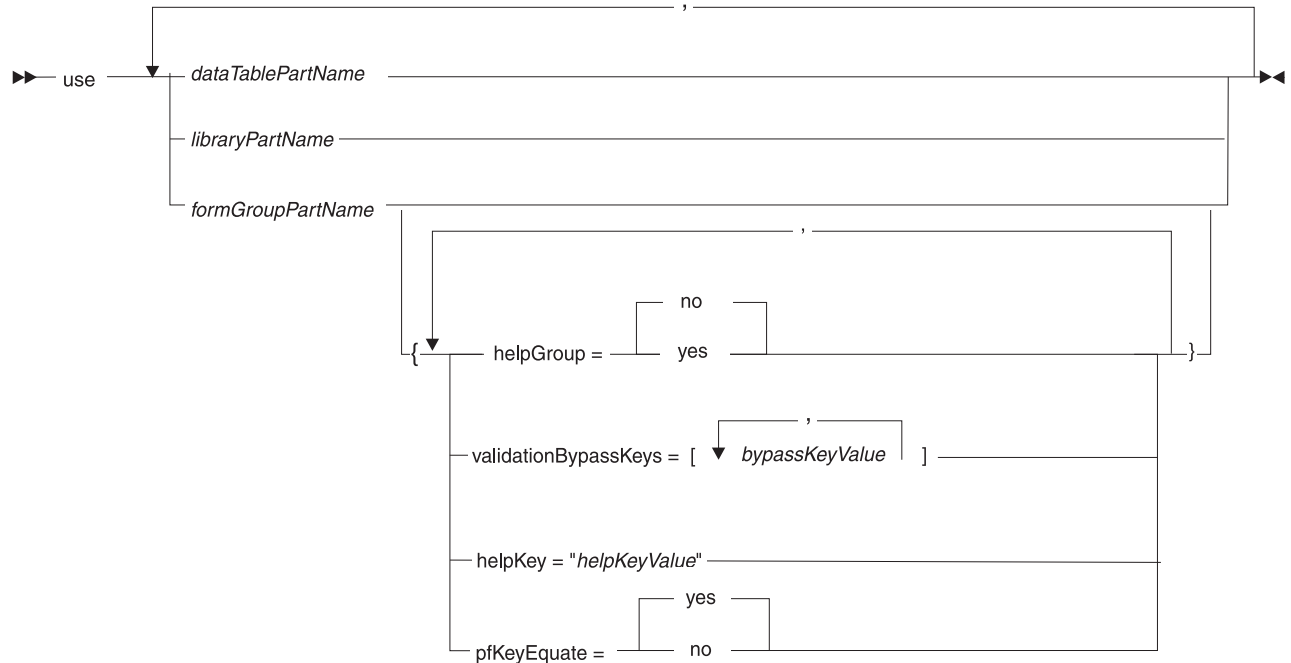 ,
use dataTablePartName
libraryPartName
formGroupPartName
,
no
{ helpGroup = yes }
,
validationBypassKeys = [ bypassKeyValue ]
helpKey = "helpKeyValue"
yes
pfKeyEquate = no